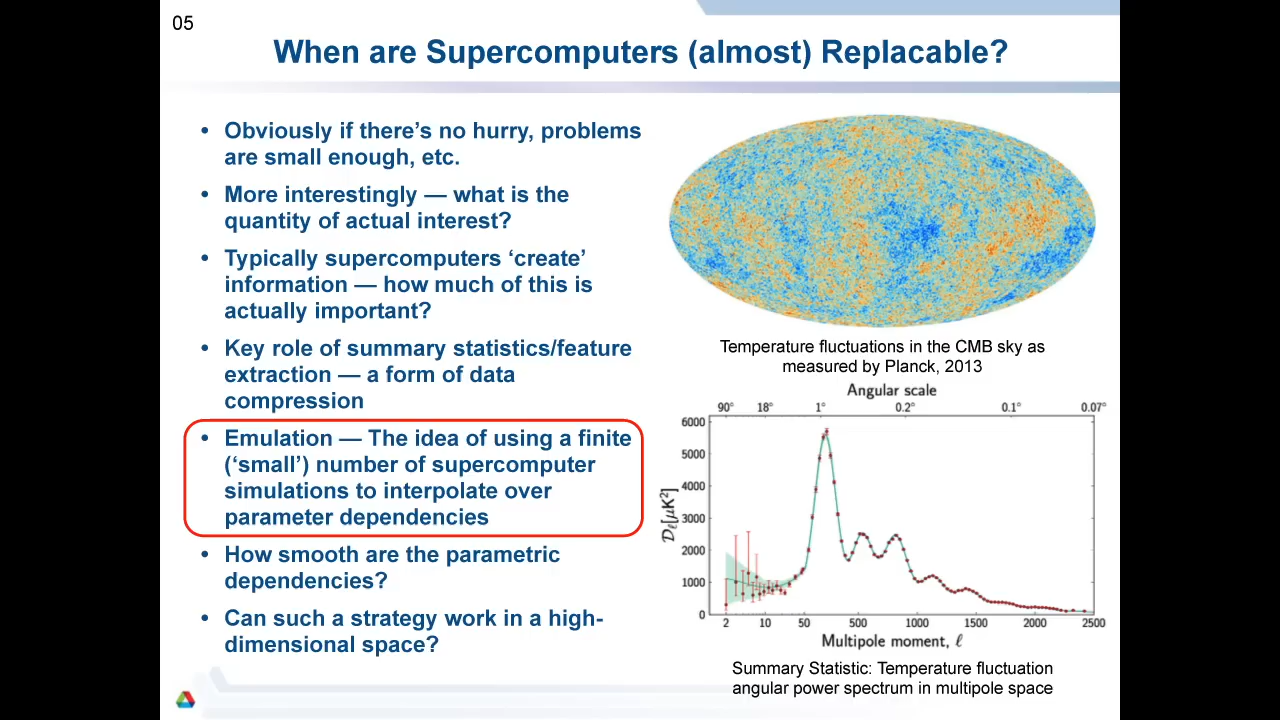 05
When are Supercomputers (almost) Replacable?
• Obviously if there’s no hurry, problems
are small enough, etc.
• More interestingly — what is the
quantity of actual interest?
• Typically supercomputers ‘create’
information — how much of this is
actually important?
• Key role of summary statistics/feature
extraction — a form of data
compression
• Emulation — The idea of using a finite
(‘small’) number of supercomputer
simulations to interpolate over
parameter dependencies
• How smooth are the parametric
dependencies?
• Can such a strategy work in a high-
dimensional space?
Temperature fluctuations in the CMB sky as
measured by Planck, 2013
Angular scale
90° 18° 1° 0.2° 0.1° 0.07°
6000
5000
4000
3000
2000
1000
0
𝒟ℓ[μK²]
2 10 50 500 1000 1500 2000 2500
Multipole moment, ℓ
Summary Statistic: Temperature fluctuation
angular power spectrum in multipole space